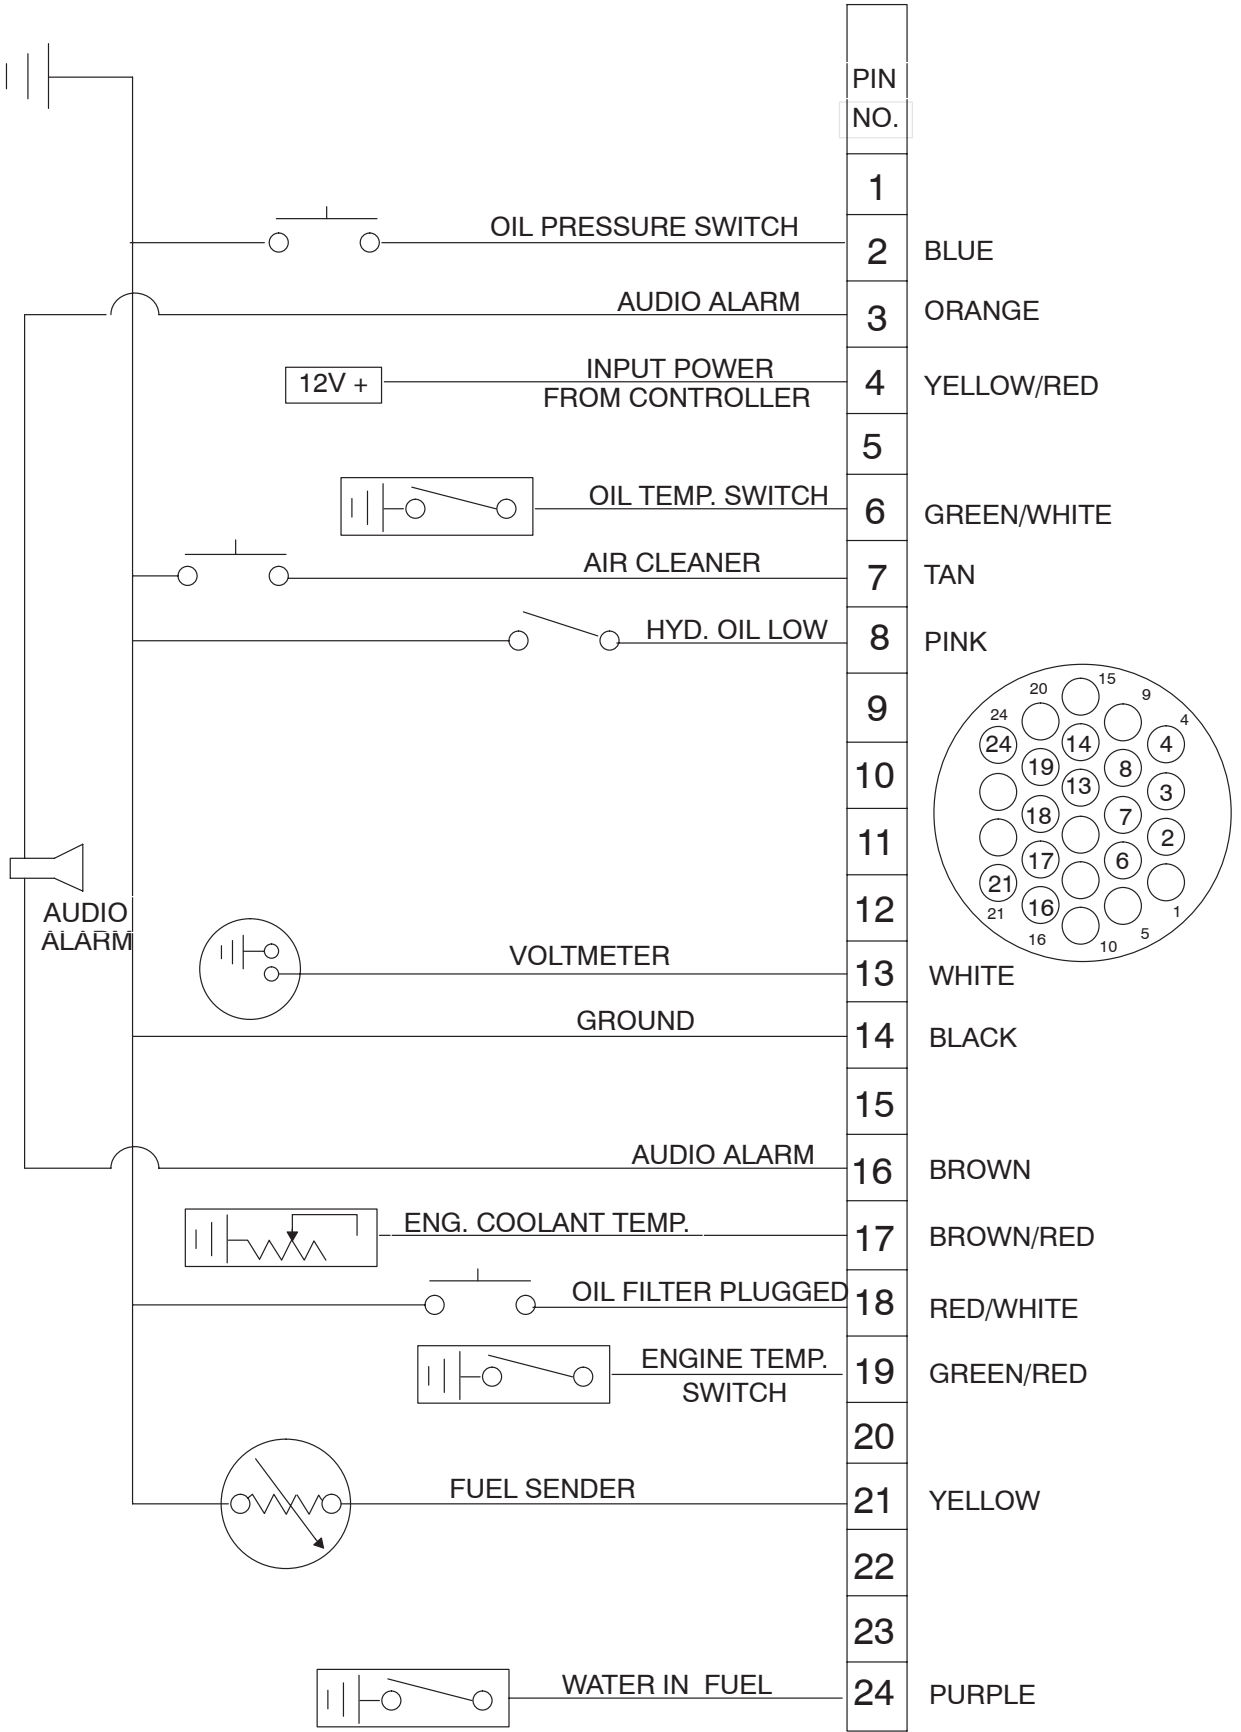 PIN
NO.
1
OIL PRESSURE SWITCH
2 BLUE
AUDIO ALARM
3 ORANGE
12V +
INPUT POWER
FROM CONTROLLER
4 YELLOW/RED
5
OIL TEMP. SWITCH
6 GREEN/WHITE
AIR CLEANER
7 TAN
HYD. OIL LOW
8 PINK
9
10
11
12
20 15 9
24 4
24 14 4
19 8
13 3
18 7
2
17 6
21
16
21 1
16 10 5
AUDIO
ALARM
VOLTMETER
13 WHITE
GROUND
14 BLACK
15
AUDIO ALARM
16 BROWN
ENG. COOLANT TEMP.
17 BROWN/RED
OIL FILTER PLUGGED
18 RED/WHITE
ENGINE TEMP.
SWITCH
19 GREEN/RED
20
FUEL SENDER
21 YELLOW
22
23
WATER IN FUEL
24 PURPLE